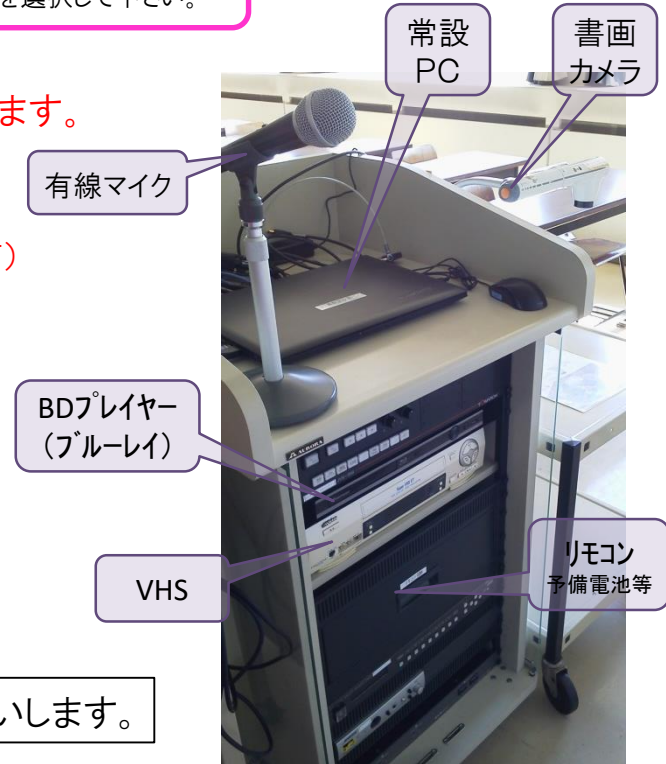 を選択して下さい。
常設
PC
書画
カメラ
ます。
有線マイク
）
BDﾌﾟﾚｲﾔｰ
（ﾌﾞﾙｰﾚｲ）
AURORA
リモコン
予備電池等
VHS
いします。